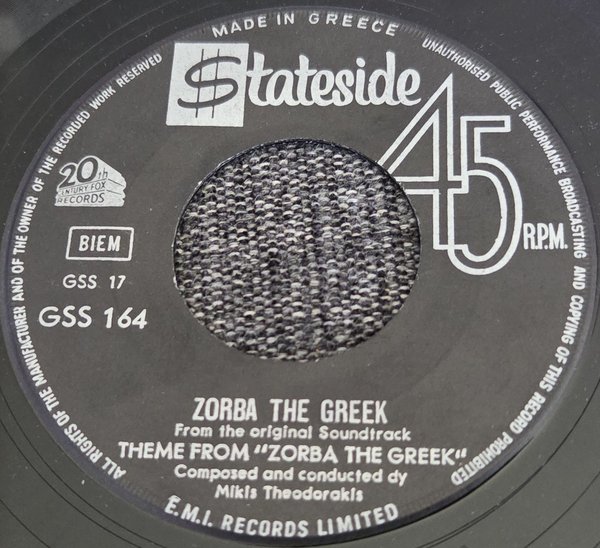 MADE IN GREECE
ALL RIGHTS OF THE MANUFACTURER AND OF THE OWNER OF THE RECORDED WORK RESERVED
UNAUTHORISED PUBLIC PERFORMANCE BROADCASTING AND COPYING OF THIS RECORD PROHIBITED
$tateside
45
R.P.M.
20th
CENTURY FOX
RECORDS
BIEM
GSS 17
GSS 164
ZORBA THE GREEK
From the original Soundtrack
THEME FROM "ZORBA THE GREEK"
Composed and conducted dy
Mikis Theodorakis
E.M.I. RECORDS LIMITED